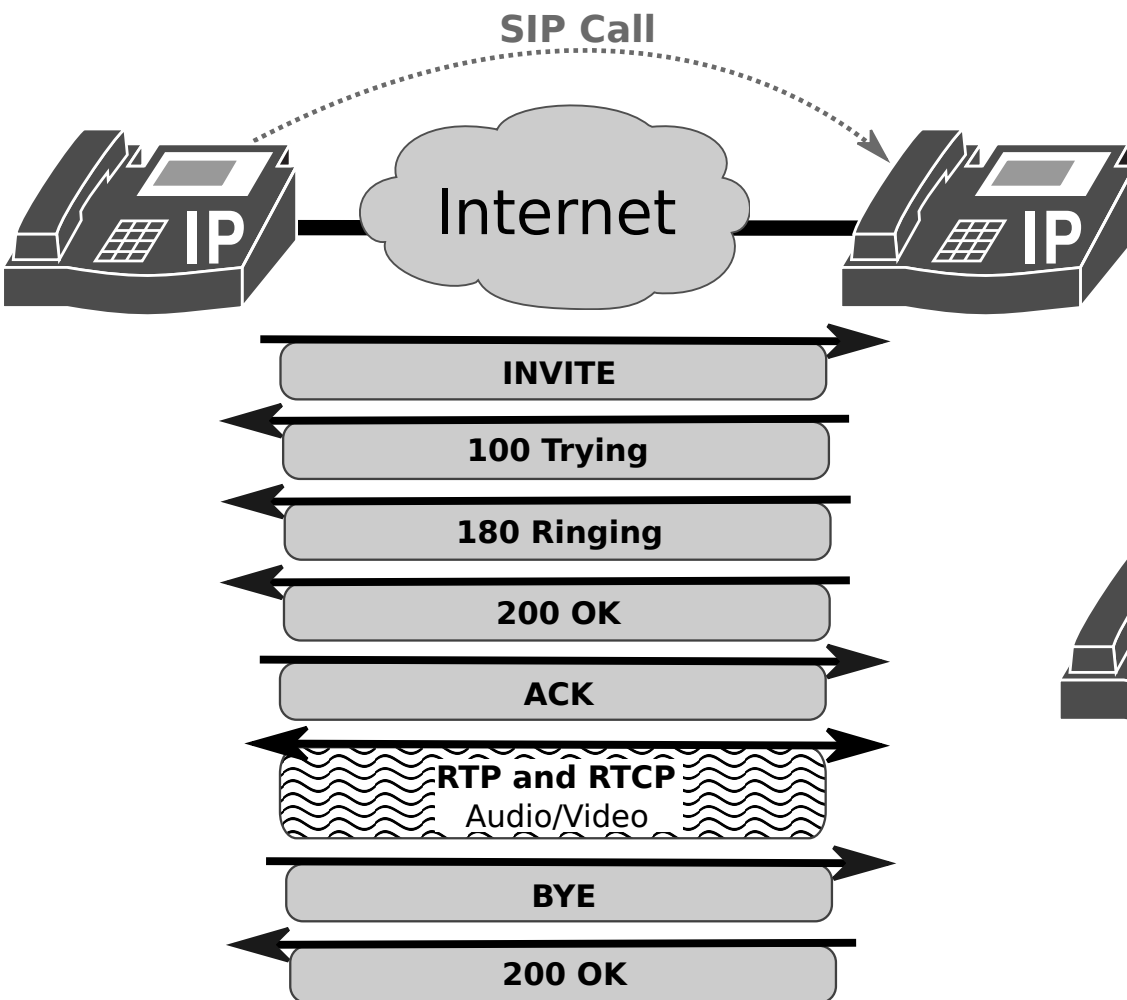 SIP Call
Internet
IP
IP
INVITE
100 Trying
180 Ringing
200 OK
ACK
RTP and RTCP
Audio/Video
BYE
200 OK